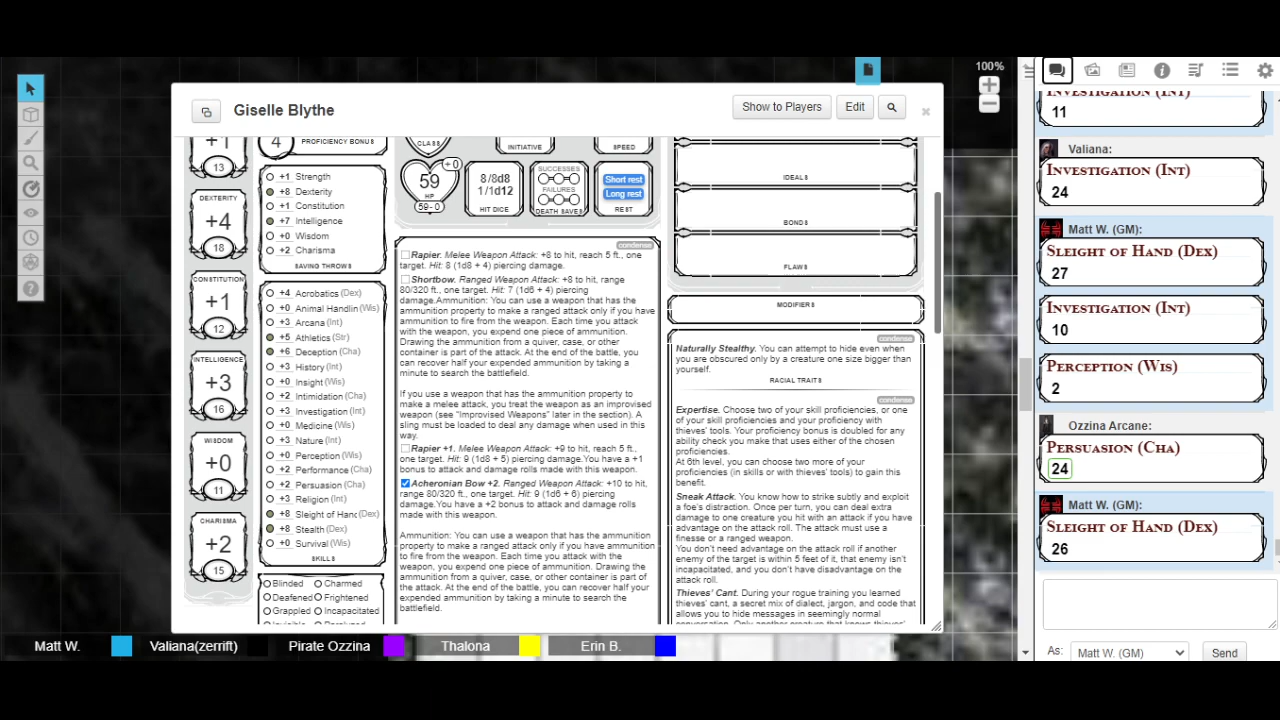 Giselle Blythe
Show to Players
Edit
100%
+1
13
4
PROFICIENCY BONUS
CLASS
INITIATIVE
SPEED
DEXTERITY
+4
18
CONSTITUTION
+1
12
INTELLIGENCE
+3
16
WISDOM
+0
11
CHARISMA
+2
15
+1 Strength
+8 Dexterity
+1 Constitution
+7 Intelligence
+0 Wisdom
+2 Charisma
SAVING THROWS
+4 Acrobatics (Dex)
+0 Animal Handlin (Wis)
+3 Arcana (Int)
+5 Athletics (Str)
+6 Deception (Cha)
+3 History (Int)
+0 Insight (Wis)
+2 Intimidation (Cha)
+3 Investigation (Int)
+0 Medicine (Wis)
+3 Nature (Int)
+0 Perception (Wis)
+2 Performance (Cha)
+2 Persuasion (Cha)
+3 Religion (Int)
+8 Sleight of Hand (Dex)
+8 Stealth (Dex)
+0 Survival (Wis)
SKILLS
Blinded Charmed
Deafened Frightened
Grappled Incapacitated
+ 0
59
HP
59 - 0
8/8d8
1/1d12
HIT DICE
SUCCESSES
FAILURES
DEATH SAVES
Short rest
Long rest
REST
condense
Rapier. Melee Weapon Attack: +8 to hit, reach 5 ft., one
target. Hit: 8 (1d8 + 4) piercing damage.
Shortbow. Ranged Weapon Attack: +8 to hit, range
80/320 ft., one target. Hit: 7 (1d6 + 4) piercing
damage.Ammunition: You can use a weapon that has the
ammunition property to make a ranged attack only if you have
ammunition to fire from the weapon. Each time you attack
with the weapon, you expend one piece of ammunition.
Drawing the ammunition from a quiver, case, or other
container is part of the attack. At the end of the battle, you
can recover half your expended ammunition by taking a
minute to search the battlefield.
If you use a weapon that has the ammunition property to
make a melee attack, you treat the weapon as an improvised
weapon (see "Improvised Weapons" later in the section). A
sling must be loaded to deal any damage when used in this
way.
Rapier +1. Melee Weapon Attack: +9 to hit, reach 5 ft.,
one target. Hit: 9 (1d8 + 5) piercing damage.You have a +1
bonus to attack and damage rolls made with this weapon.
Acheronian Bow +2. Ranged Weapon Attack: +10 to hit,
range 80/320 ft., one target. Hit: 9 (1d6 + 6) piercing
damage.You have a +2 bonus to attack and damage rolls
made with this weapon.
Ammunition: You can use a weapon that has the ammunition
property to make a ranged attack only if you have ammunition
to fire from the weapon. Each time you attack with the
weapon, you expend one piece of ammunition. Drawing the
ammunition from a quiver, case, or other container is part of
the attack. At the end of the battle, you can recover half your
expended ammunition by taking a minute to search the
battlefield.
IDEALS
BONDS
FLAWS
MODIFIERS
condense
Naturally Stealthy. You can attempt to hide even when
you are obscured only by a creature one size bigger than
yourself.
RACIAL TRAITS
condense
Expertise. Choose two of your skill proficiencies, or one
of your skill proficiencies and your proficiency with
thieves' tools. Your proficiency bonus is doubled for any
ability check you make that uses either of the chosen
proficiencies.
At 6th level, you can choose two more of your
proficiencies (in skills or with thieves' tools) to gain this
benefit.
Sneak Attack. You know how to strike subtly and exploit
a foe's distraction. Once per turn, you can deal extra
damage to one creature you hit with an attack if you have
advantage on the attack roll. The attack must use a
finesse or a ranged weapon.
You don't need advantage on the attack roll if another
enemy of the target is within 5 feet of it, that enemy isn't
incapacitated, and you don't have disadvantage on the
attack roll.
Thieves' Cant. During your rogue training you learned
thieves' cant, a secret mix of dialect, jargon, and code that
allows you to hide messages in seemingly normal
Matt W.
Valiana(zerrift)
Pirate Ozzina
Thalona
Erin B.
Investigation (Int)
11
Valiana:
Investigation (Int)
24
Matt W. (GM):
Sleight of Hand (Dex)
27
Investigation (Int)
10
Perception (Wis)
2
Ozzina Arcane:
Persuasion (Cha)
24
Matt W. (GM):
Sleight of Hand (Dex)
26
As:
Matt W. (GM)
Send